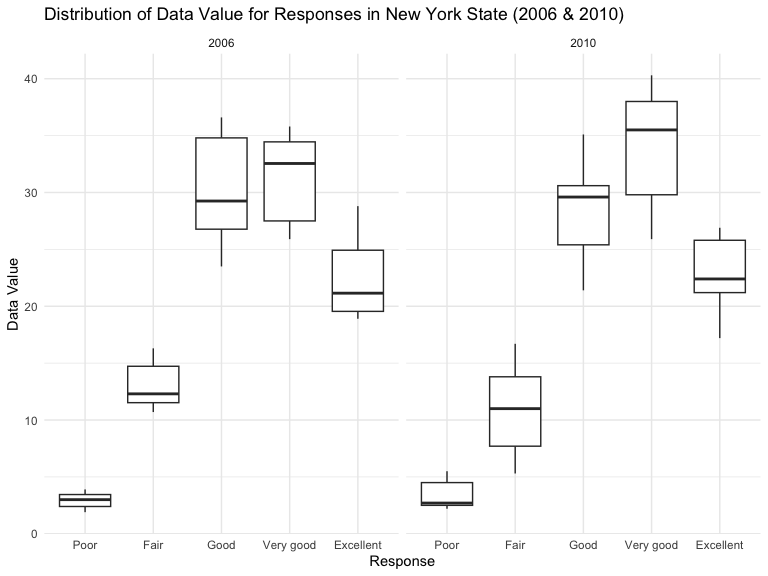 Distribution of Data Value for Responses in New York State (2006 & 2010)
2006
2010
Data Value
40
30
20
10
0
Poor
Fair
Good
Very good
Excellent
Poor
Fair
Good
Very good
Excellent
Response